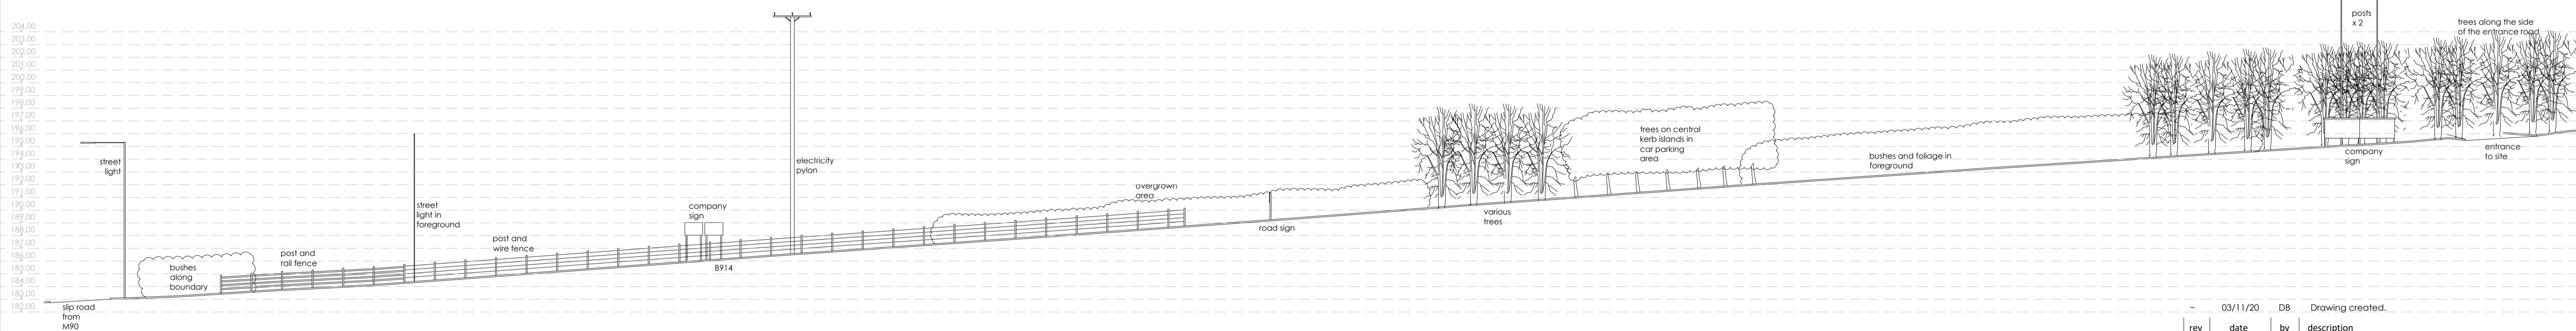 204.00
203.00
202.00
201.00
200.00
199.00
198.00
197.00
196.00
195.00
194.00
193.00
192.00
191.00
190.00
189.00
188.00
187.00
186.00
185.00
184.00
183.00
182.00
slip road
from
M90
street
light
bushes
along
boundary
post and
rail fence
street
light in
foreground
post and
wire fence
company
sign
B914
electricity
pylon
overgrown
area
road sign
various
trees
trees on central
kerb islands in
car parking
area
bushes and foliage in
foreground
posts
x 2
company
sign
trees along the side
of the entrance road
entrance
to site
~ 03/11/20 DB Drawing created.
rev date by description